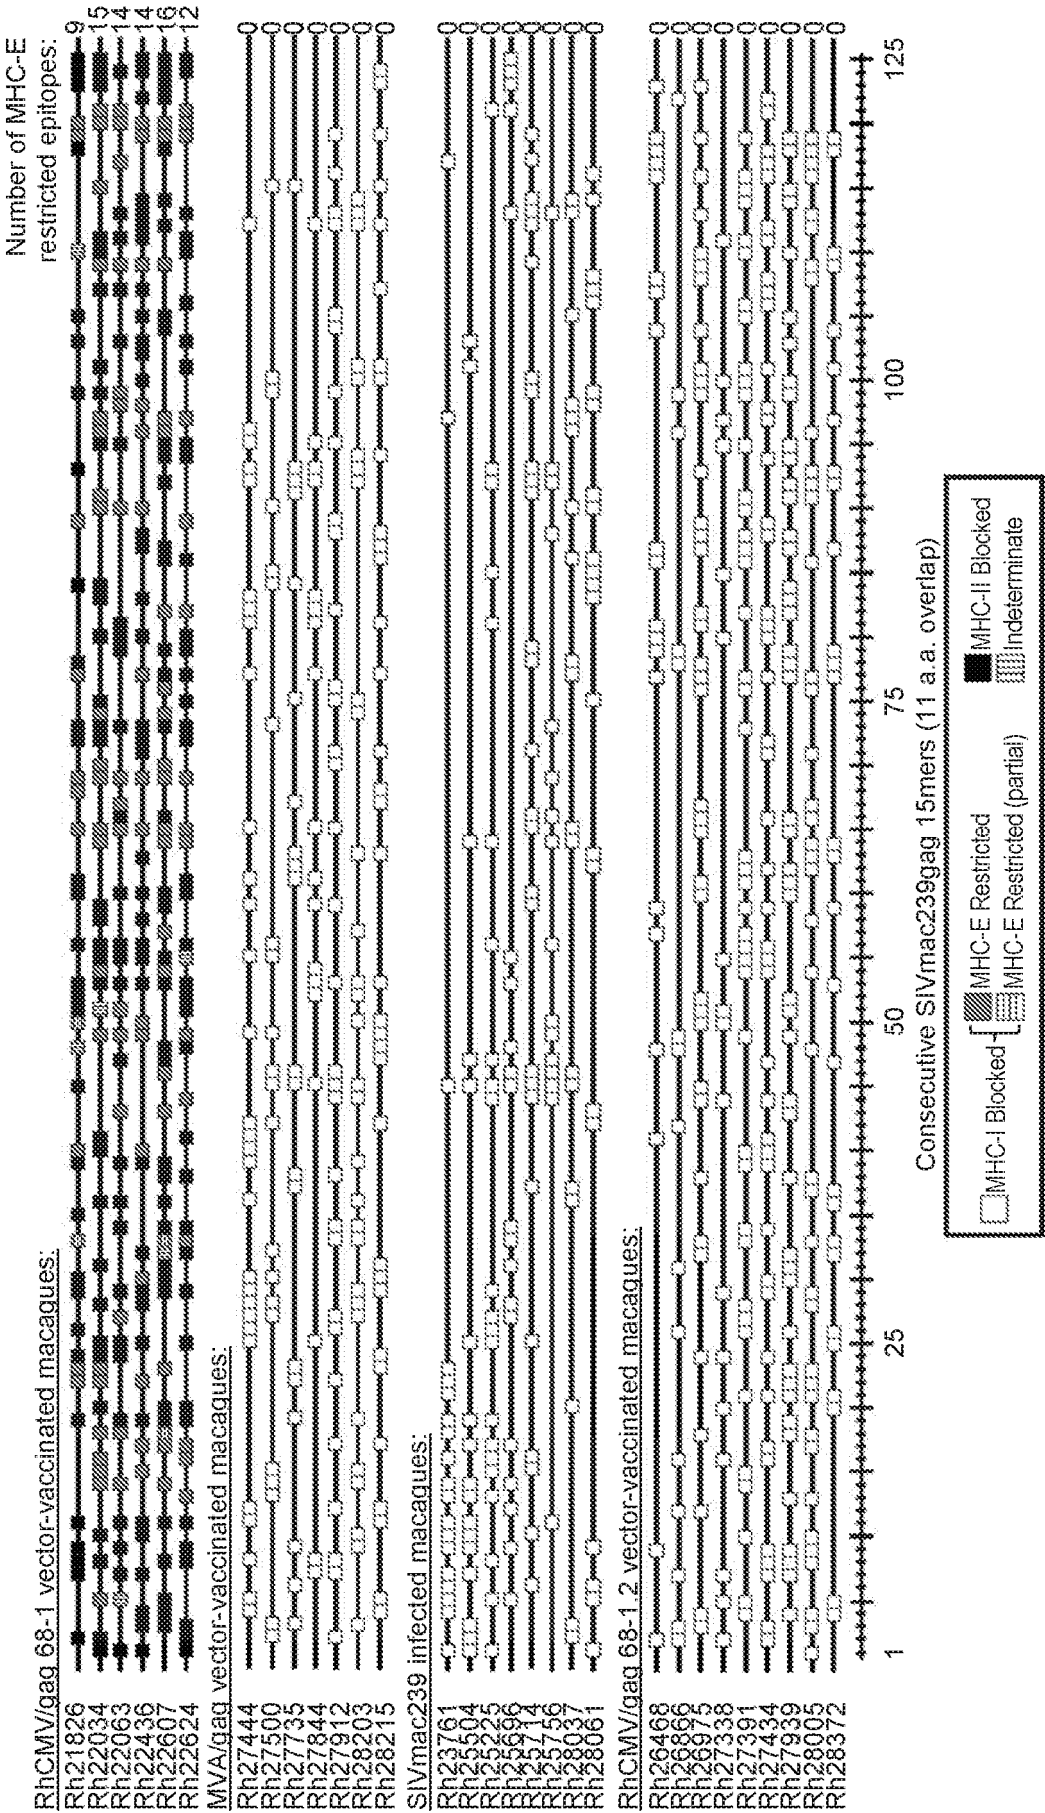 Number of MHC-E
restricted epitopes:
RhCMV/gag 68-1 vector-vaccinated macaques:
Rh21826 9
Rh22034 15
Rh22063 14
Rh22436 14
Rh22607 16
Rh22624 12
MVA/gag vector-vaccinated macaques:
Rh27444 0
Rh27500 0
Rh27735 0
Rh27844 0
Rh27912 0
Rh28203 0
Rh28215 0
SIVmac239 infected macaques:
Rh23761 0
Rh25504 0
Rh25225 0
Rh25696 0
Rh25714 0
Rh25756 0
Rh28037 0
Rh28061 0
RhCMV/gag 68-1.2 vector-vaccinated macaques:
Rh26468 0
Rh26866 0
Rh26975 0
Rh27338 0
Rh27391 0
Rh27434 0
Rh27939 0
Rh28005 0
Rh28372 0
1 25 50 75 100 125
Consecutive SIVmac239gag 15mers (11 a.a. overlap)
MHC-I Blocked
MHC-E Restricted
MHC-E Restricted (partial)
MHC-II Blocked
Indeterminate